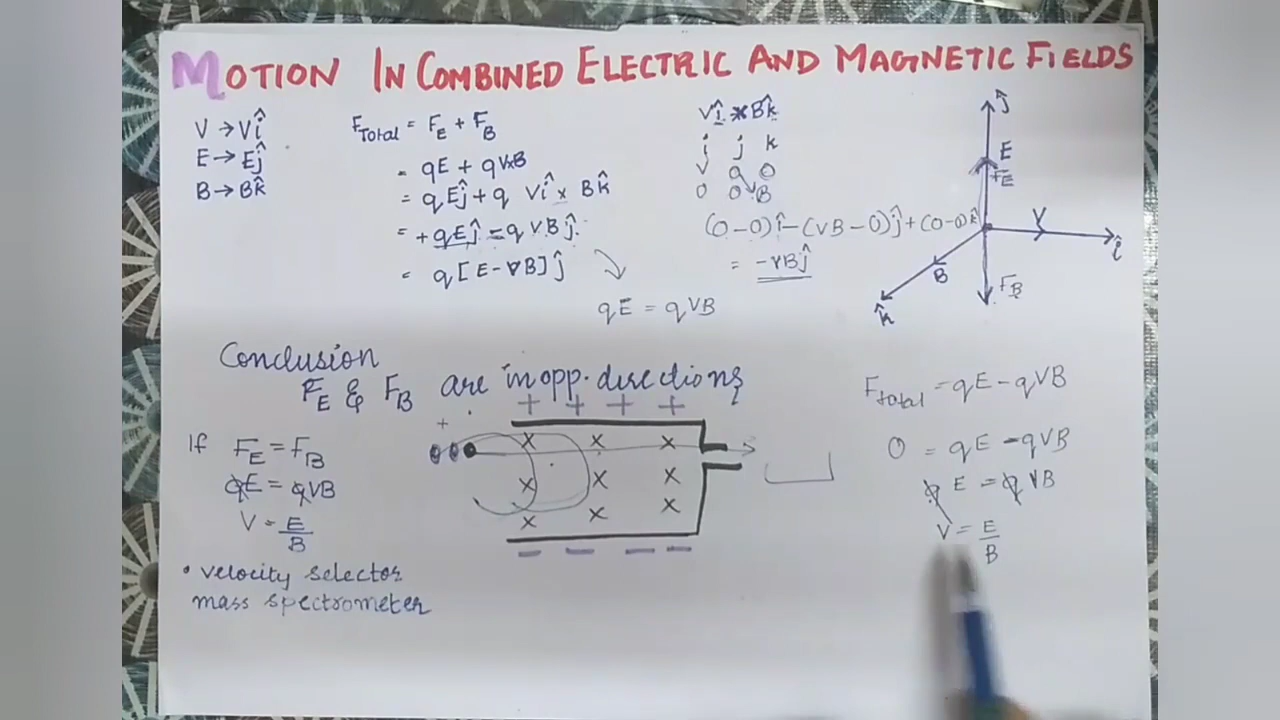 MOTION IN COMBINED ELECTRIC AND MAGNETIC FIELDS
V → Vî
E → Eĵ
B → Bk̂
F_Total = F_E + F_B
= qE + qV×B
= qEĵ + q Vî × Bk̂
= +qEĵ = qVBĵ.
= q[E-VB]ĵ
qE = qVB
Vî × Bk̂
i j k
V 0 0
0 0 B
(0-0)î-(VB-0)ĵ+(0-0)k̂
= -VBĵ
ĵ
E
F_E
V
î
B
k̂
F_B
Conclusion
F_E & F_B are in opp. directions
If F_E = F_B
qE = qVB
V = E/B
• velocity selector
mass spectrometer
+ + + +
+
x x x
x x x
x x x
- - - -
F_total = qE - qVB
0 = qE - qVB
qE = qVB
V = E/B